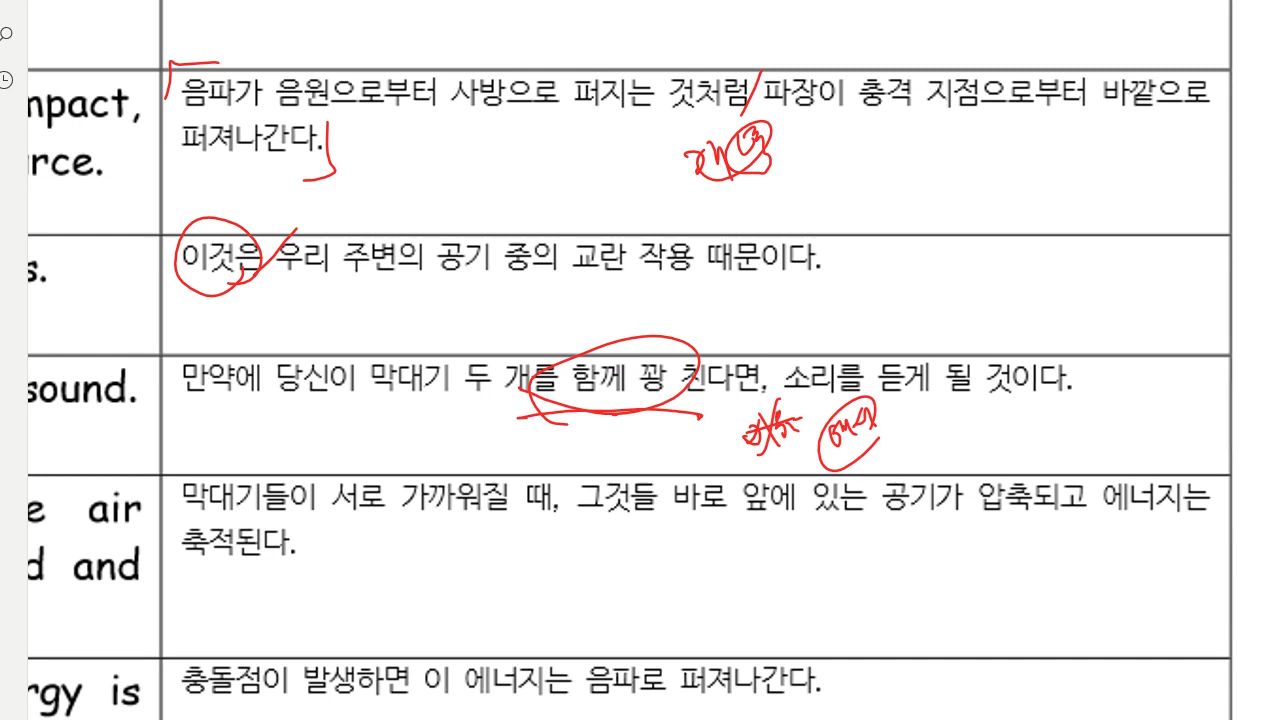 mpact,
rce.
음파가 음원으로부터 사방으로 퍼지는 것처럼 파장이 충격 지점으로부터 바깥으로
퍼져나간다.
s.
이것은 우리 주변의 공기 중의 교란 작용 때문이다.
sound.
만약에 당신이 막대기 두 개를 함께 꽝 친다면, 소리를 듣게 될 것이다.
e air
d and
막대기들이 서로 가까워질 때, 그것들 바로 앞에 있는 공기가 압축되고 에너지는
축적된다.
rgy is
충돌점이 발생하면 이 에너지는 음파로 퍼져나간다.